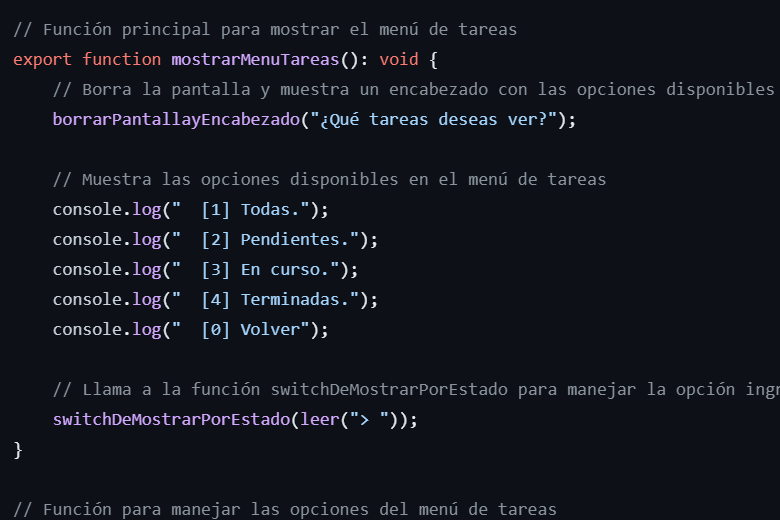 // Función principal para mostrar el menú de tareas
export function mostrarMenuTareas(): void {
    // Borra la pantalla y muestra un encabezado con las opciones disponibles
    borrarPantallayEncabezado("¿Qué tareas deseas ver?");

    // Muestra las opciones disponibles en el menú de tareas
    console.log("  [1] Todas.");
    console.log("  [2] Pendientes.");
    console.log("  [3] En curso.");
    console.log("  [4] Terminadas.");
    console.log("  [0] Volver");

    // Llama a la función switchDeMostrarPorEstado para manejar la opción
    switchDeMostrarPorEstado(leer("> "));
}

// Función para manejar las opciones del menú de tareas